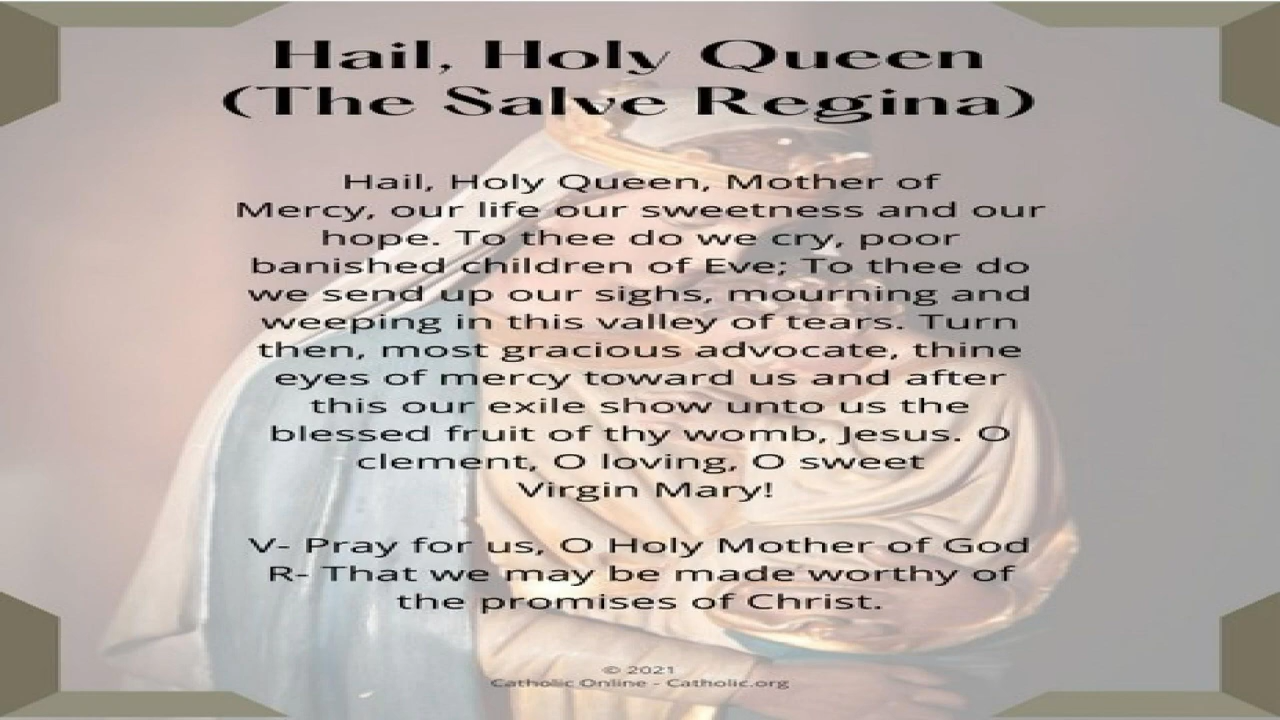 Hail, Holy Queen
(The Salve Regina)
Hail, Holy Queen, Mother of
Mercy, our life our sweetness and our
hope. To thee do we cry, poor
banished children of Eve; To thee do
we send up our sighs, mourning and
weeping in this valley of tears. Turn
then, most gracious advocate, thine
eyes of mercy toward us and after
this our exile show unto us the
blessed fruit of thy womb, Jesus. O
clement, O loving, O sweet
Virgin Mary!
V- Pray for us, O Holy Mother of God
R- That we may be made worthy of
the promises of Christ.
© 2021
Catholic Online - Catholic.org